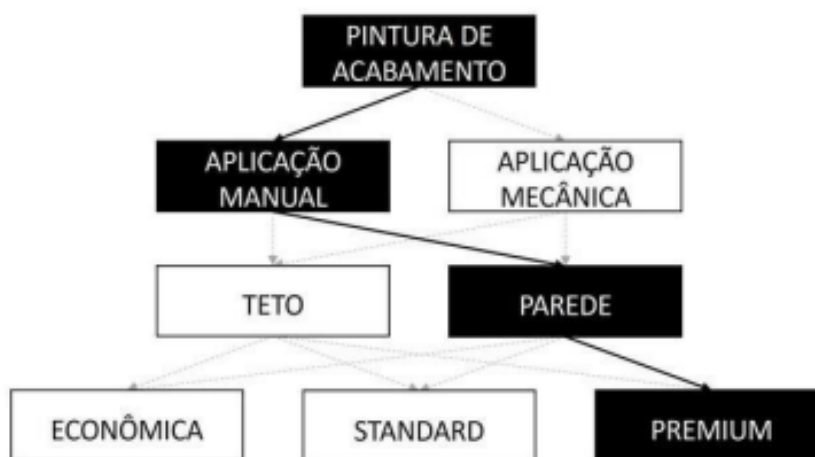 PINTURA DE
ACABAMENTO
APLICAÇÃO
MANUAL
APLICAÇÃO
MECÂNICA
TETO
PAREDE
ECONÔMICA
STANDARD
PREMIUM